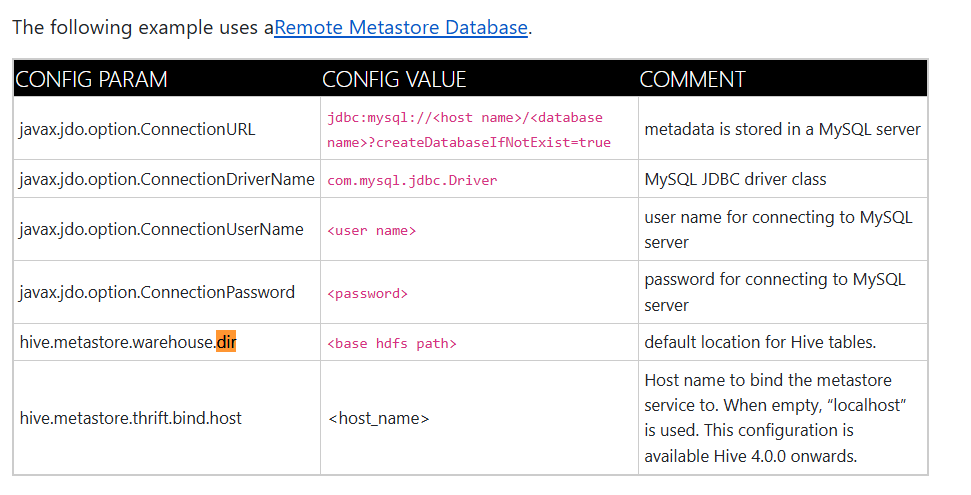 The following example uses aRemote Metastore Database.
CONFIG PARAM CONFIG VALUE COMMENT
javax.jdo.option.ConnectionURL
jdbc:mysql://<host name>/<database
name>?createDatabaseIfNotExist=true
metadata is stored in a MySQL server
javax.jdo.option.ConnectionDriverName com.mysql.jdbc.Driver MySQL JDBC driver class
javax.jdo.option.ConnectionUserName
<user name>
user name for connecting to MySQL
server
javax.jdo.option.ConnectionPassword
<password>
password for connecting to MySQL
server
hive.metastore.warehouse.dir <base hdfs path> default location for Hive tables.
hive.metastore.thrift.bind.host
<host_name>
Host name to bind the metastore
service to. When empty, “localhost”
is used. This configuration is
available Hive 4.0.0 onwards.